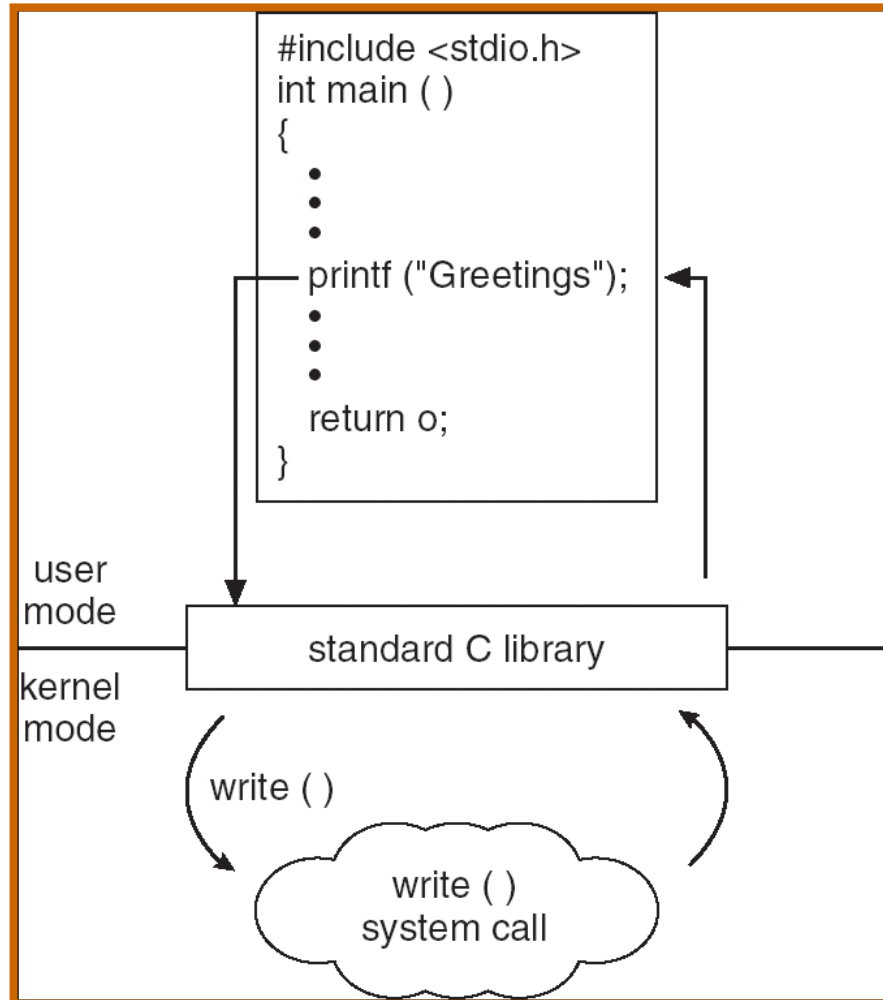 #include <stdio.h>
int main ( )
{
•
•
•
printf ("Greetings");
•
•
•
return o;
}
user
mode
standard C library
kernel
mode
write ( )
write ( )
system call